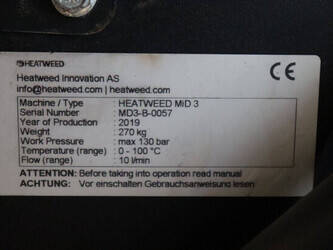 HEATWEED
Heatweed Innovation AS
info@heatweed.com | heatweed.com
CE
Machine / Type : HEATWEED MiD 3
Serial Number : MD3-B-0057
Year of Production : 2019
Weight : 270 kg
Work Pressure : max 130 bar
Temperature (range) : 0 - 100 °C
Flow (range) : 10 l/min
ATTENTION: Before taking into operation read manual
ACHTUNG: Vor einschalten Gebrauchsanweisung lesen